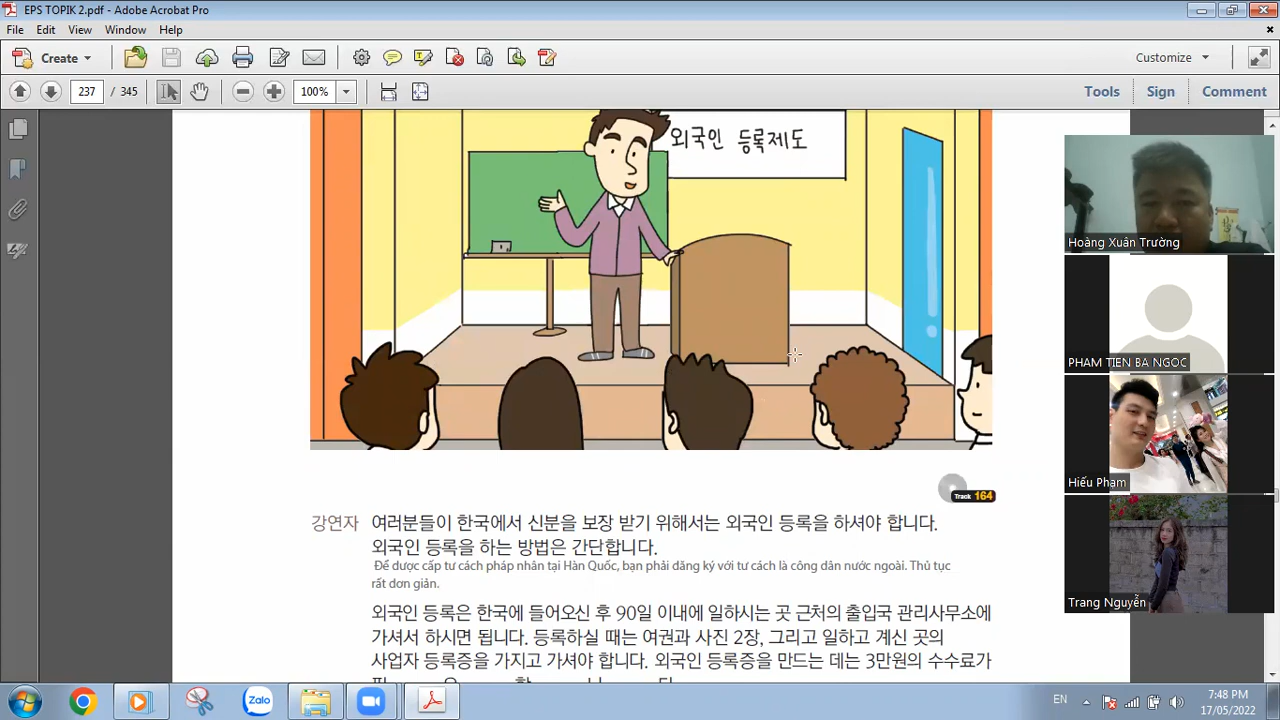 EPS TOPIK 2.pdf - Adobe Acrobat Pro
File Edit View Window Help
Create Customize
237 / 345 100% Tools Sign Comment
외국인 등록제도
Hoàng Xuân Trường
PHAM TIEN BA NGOC
Hiếu Phạm
Trang Nguyễn
Track 164
강연자 여러분들이 한국에서 신분을 보장 받기 위해서는 외국인 등록을 하셔야 합니다.
외국인 등록을 하는 방법은 간단합니다.
Để được cấp tư cách pháp nhân tại Hàn Quốc, bạn phải đăng ký với tư cách là công dân nước ngoài. Thủ tục
rất đơn giản.
외국인 등록은 한국에 들어오신 후 90일 이내에 일하시는 곳 근처의 출입국 관리사무소에
가셔서 하시면 됩니다. 등록하실 때는 여권과 사진 2장, 그리고 일하고 계신 곳의
사업자 등록증을 가지고 가셔야 합니다. 외국인 등록증을 만드는 데는 3만원의 수수료가
Zalo
EN
7:48 PM
17/05/2022